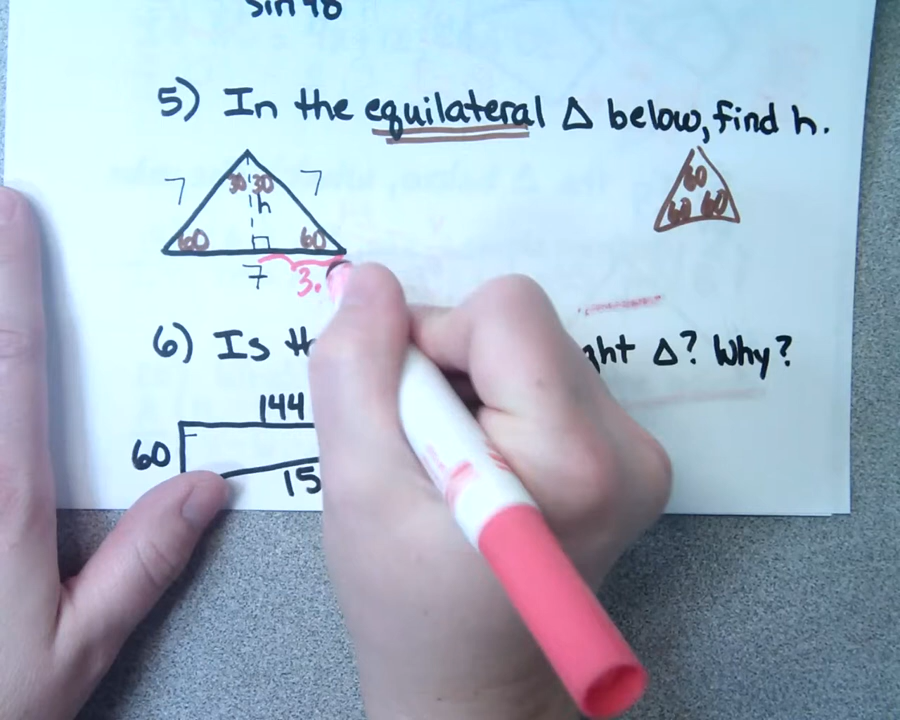 sin 48
5) In the equilateral Δ below, find h.
7 30 30 7 60
h
60 60 60 60
7 3.
6) Is ght Δ? Why?
144
60
15